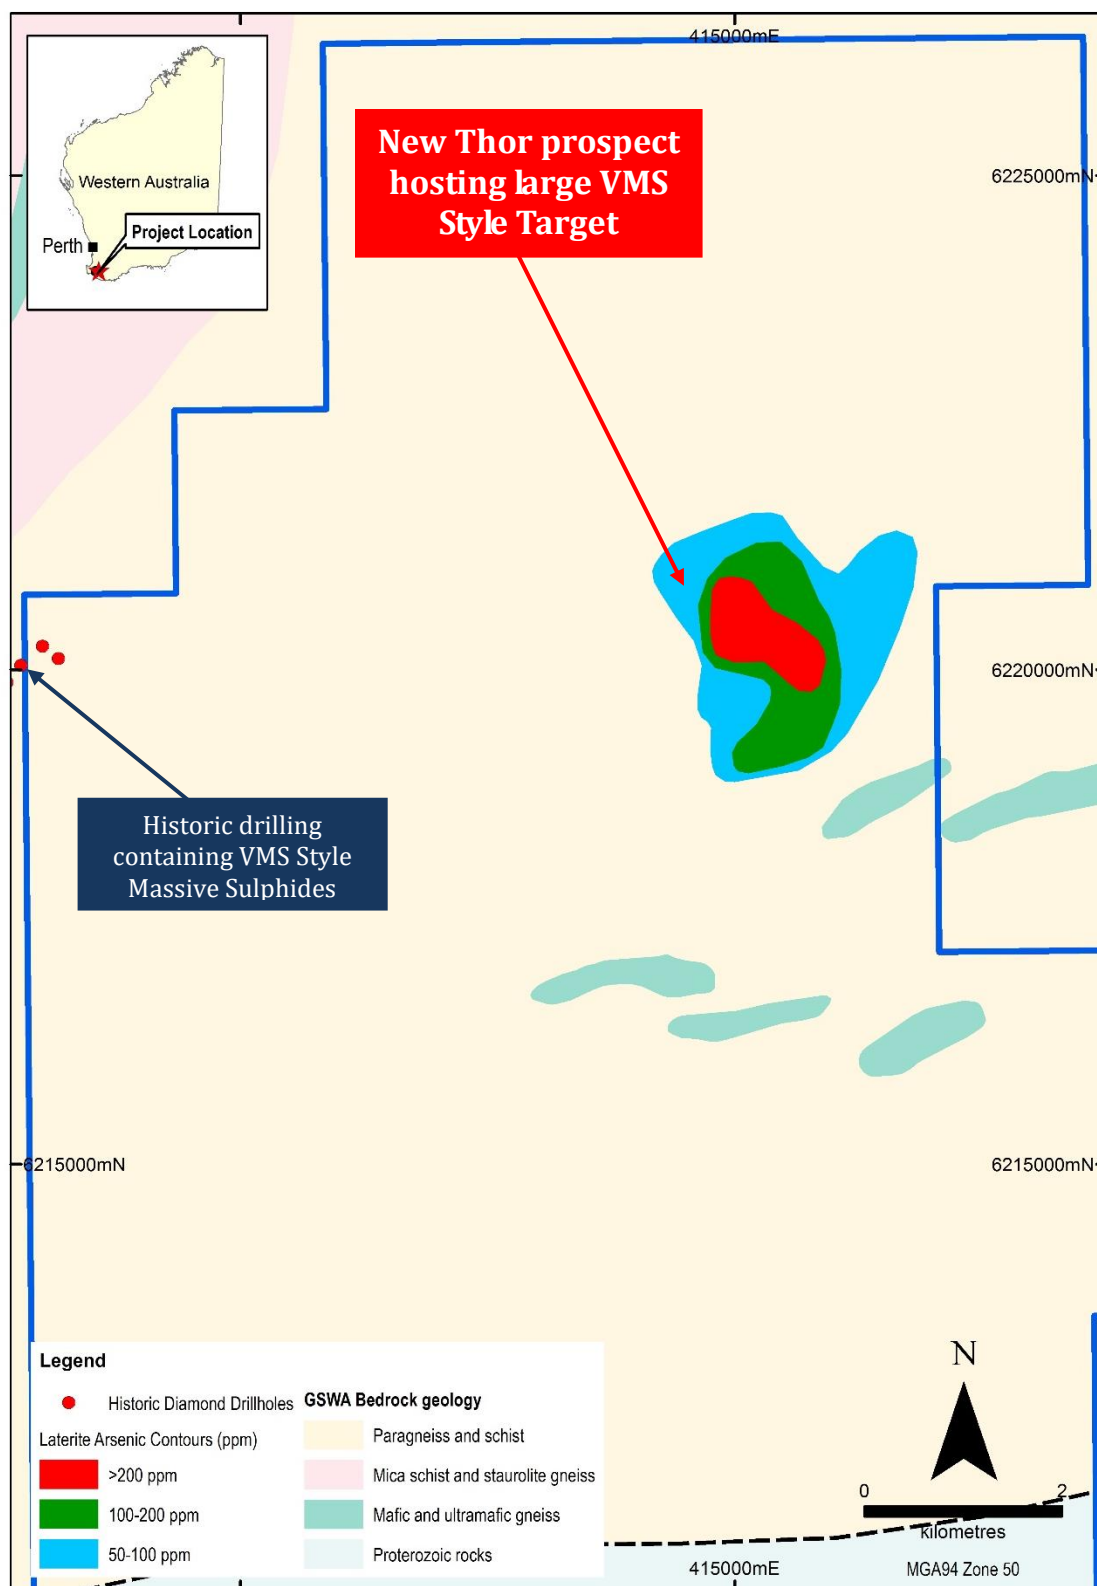 415000mE
Western Australia
Perth
Project Location
New Thor prospect
hosting large VMS
Style Target
6225000mN
6220000mN
Historic drilling
containing VMS Style
Massive Sulphides
6215000mN
6215000mN
Legend
Historic Diamond Drillholes
Laterite Arsenic Contours (ppm)
>200 ppm
100-200 ppm
50-100 ppm
GSWA Bedrock geology
Paragneiss and schist
Mica schist and staurolite gneiss
Mafic and ultramafic gneiss
Proterozoic rocks
N
0 2
kilometres
415000mE
MGA94 Zone 50